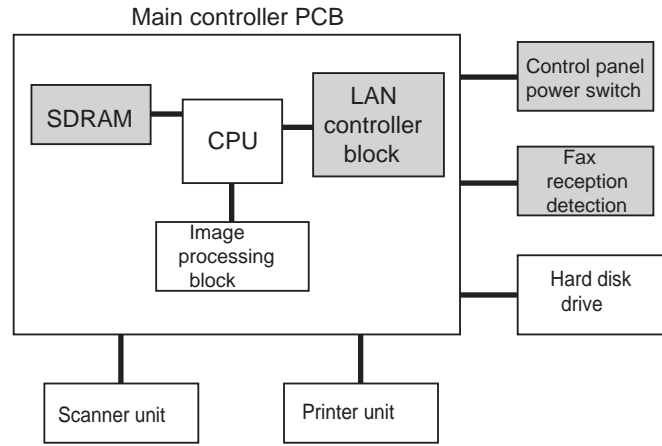 Main controller PCB
SDRAM
CPU
LAN
controller
block
Image
processing
block
Control panel
power switch
Fax
reception
detection
Hard disk
drive
Scanner unit
Printer unit